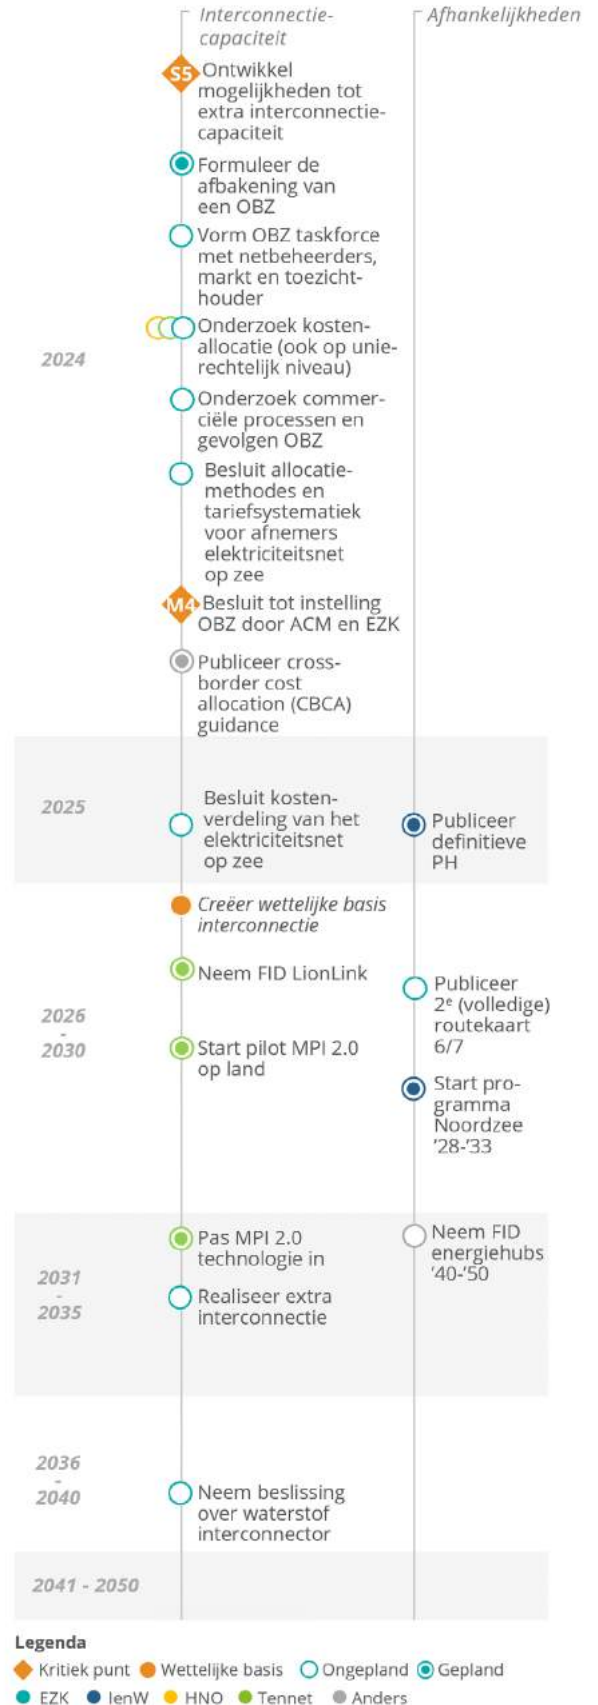 Interconnectie-
capaciteit
Afhankelijkheden
S5
Ontwikkel
mogelijkheden tot
extra interconnectie-
capaciteit
Formuleer de
afbakening van
een OBZ
Vorm OBZ taskforce
met netbeheerders,
markt en toezicht-
houder
2024
Onderzoek kosten-
allocatie (ook op unie-
rechtelijk niveau)
Onderzoek commer-
ciële processen en
gevolgen OBZ
Besluit allocatie-
methodes en
tariefsystematiek
voor afnemers
elektriciteitsnet
op zee
M4
Besluit tot instelling
OBZ door ACM en EZK
Publiceer cross-
border cost
allocation (CBCA)
guidance
2025
Besluit kosten-
verdeling van het
elektriciteitsnet
op zee
Publiceer
definitieve
PH
2026
-
2030
Creëer wettelijke basis
interconnectie
Neem FID LionLink
Start pilot MPI 2.0
op land
Publiceer
2e (volledige)
routekaart
6/7
Start pro-
gramma
Noordzee
'28-'33
2031
-
2035
Pas MPI 2.0
technologie in
Realiseer extra
interconnectie
Neem FID
energiehubs
'40-'50
2036
-
2040
Neem beslissing
over waterstof
interconnector
2041 - 2050
Legenda
Kritiek punt Wettelijke basis Ongepland Gepland
EZK IenW HNO Tennet Anders